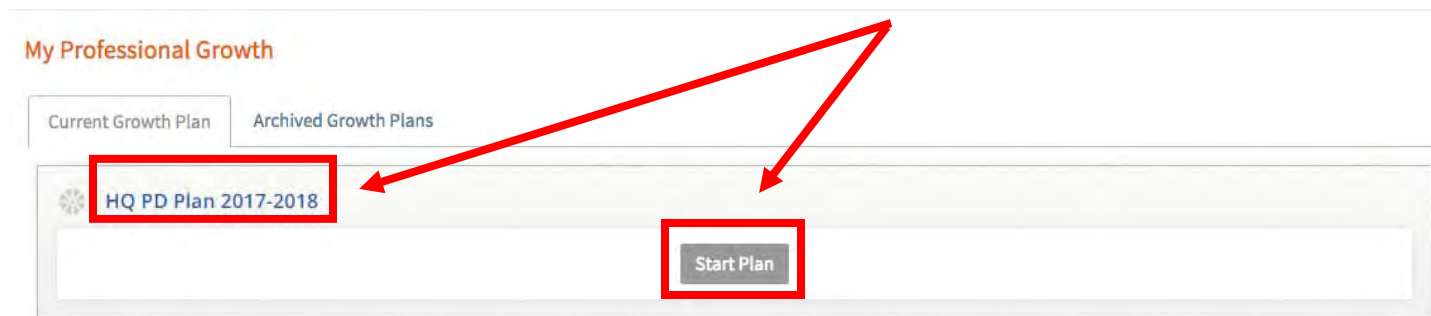 My Professional Growth
Current Growth Plan Archived Growth Plans
HQ PD Plan 2017-2018
Start Plan